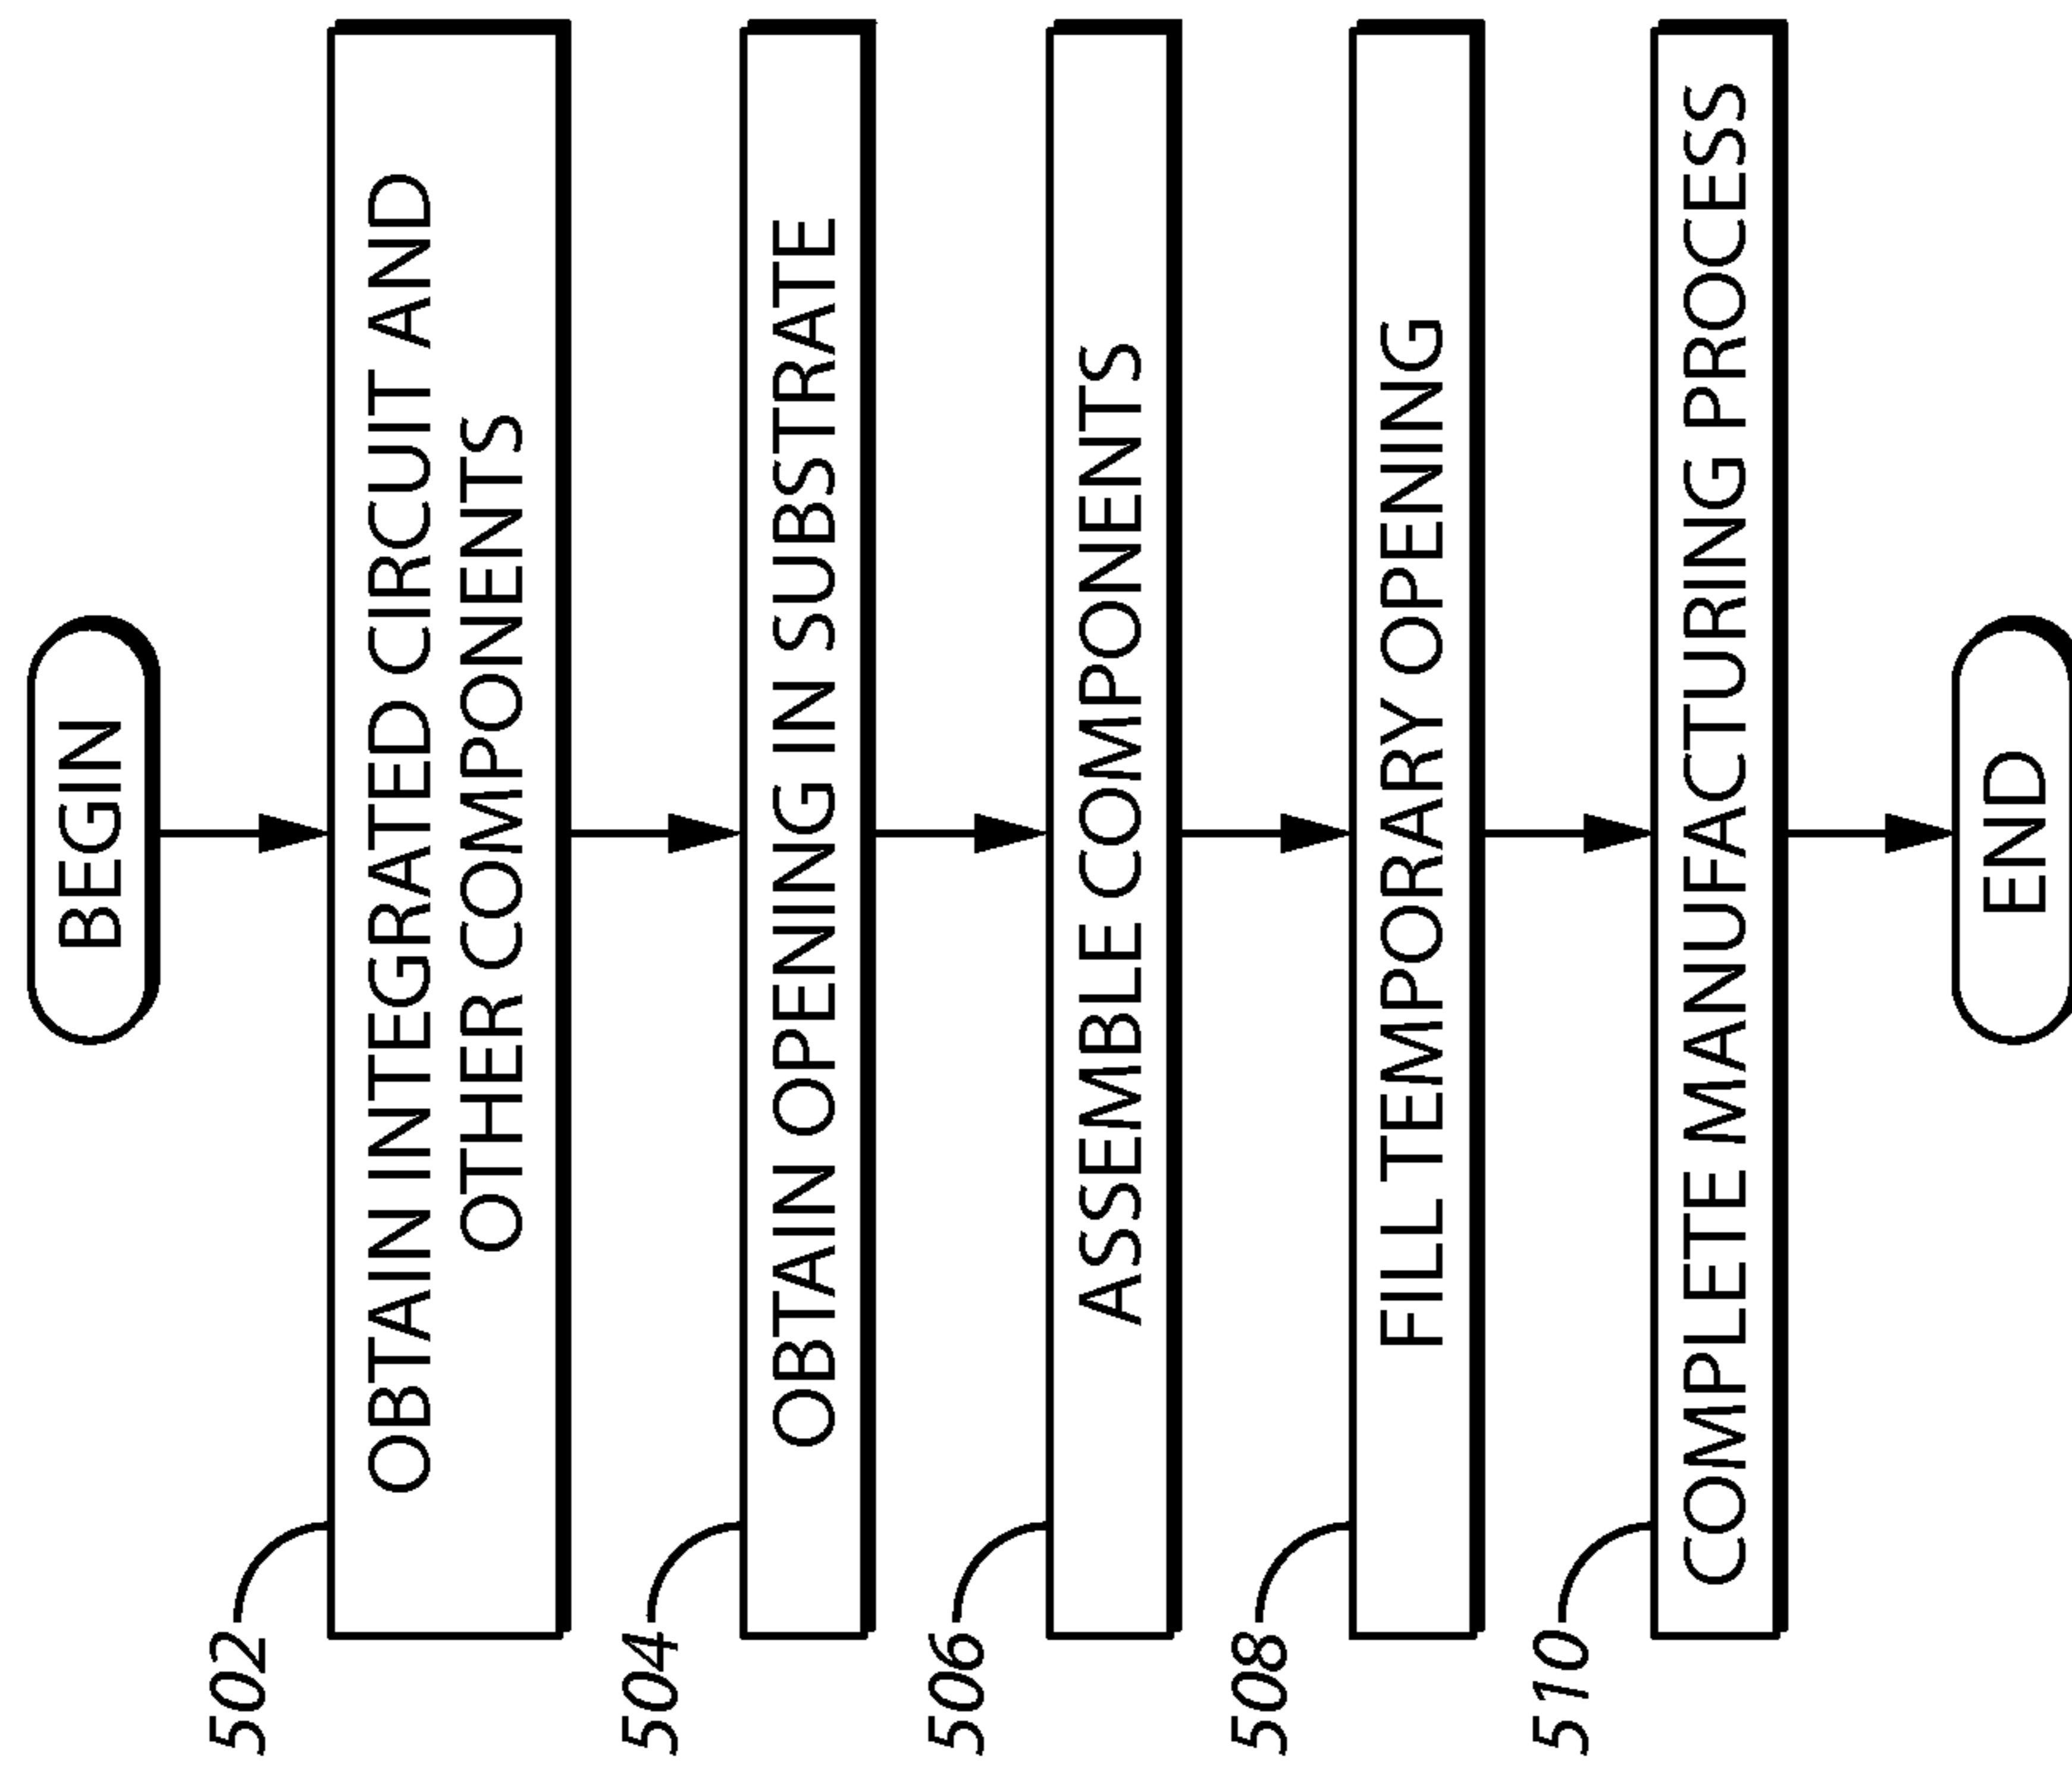 BEGIN
502
OBTAIN INTEGRATED CIRCUIT AND
OTHER COMPONENTS
504
OBTAIN OPENING IN SUBSTRATE
506
ASSEMBLE COMPONENTS
508
FILL TEMPORARY OPENING
510
COMPLETE MANUFACTURING PROCESS
END